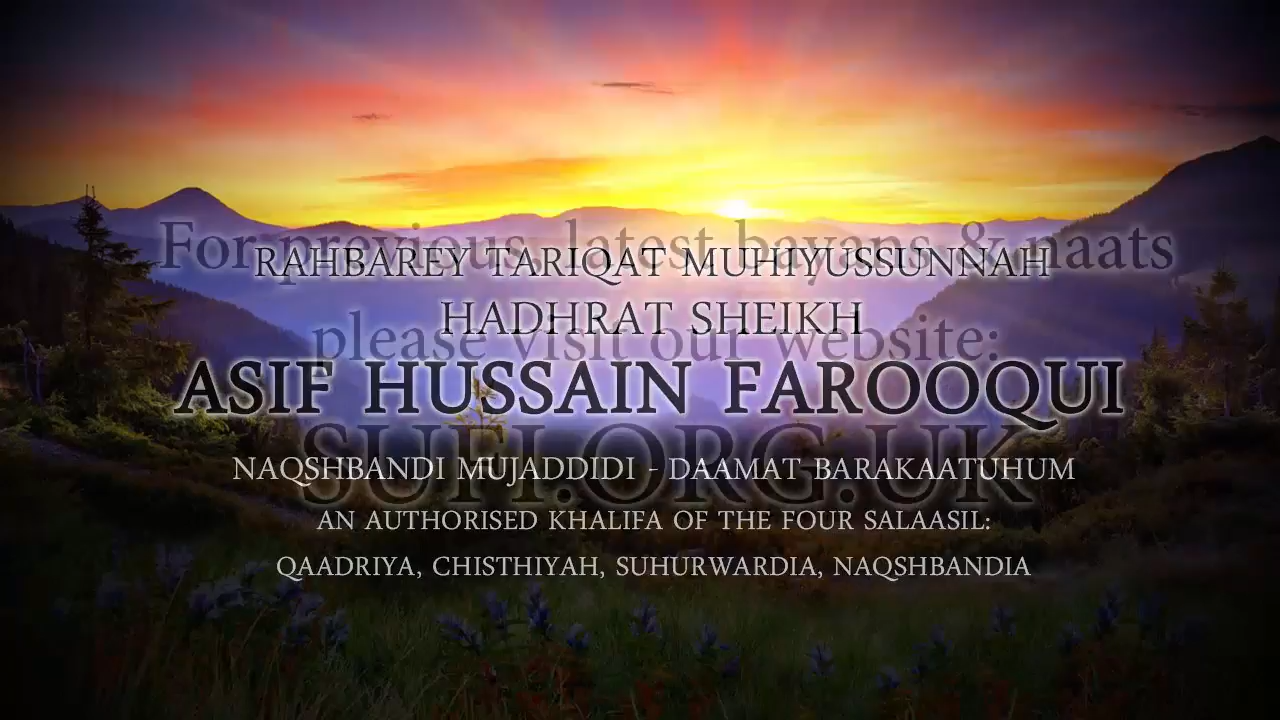 For previous, latest bayans & naats
RAHBAREY TARIQAT MUHIYUSSUNNAH
HADHRAT SHEIKH
please visit our website:
ASIF HUSSAIN FAROOQUI
SUFI.ORG.UK
NAQSHBANDI MUJADDIDI - DAAMAT BARAKAATUHUM
AN AUTHORISED KHALIFA OF THE FOUR SALAASIL:
QAADRIYA, CHISTHIYAH, SUHURWARDIA, NAQSHBANDIA